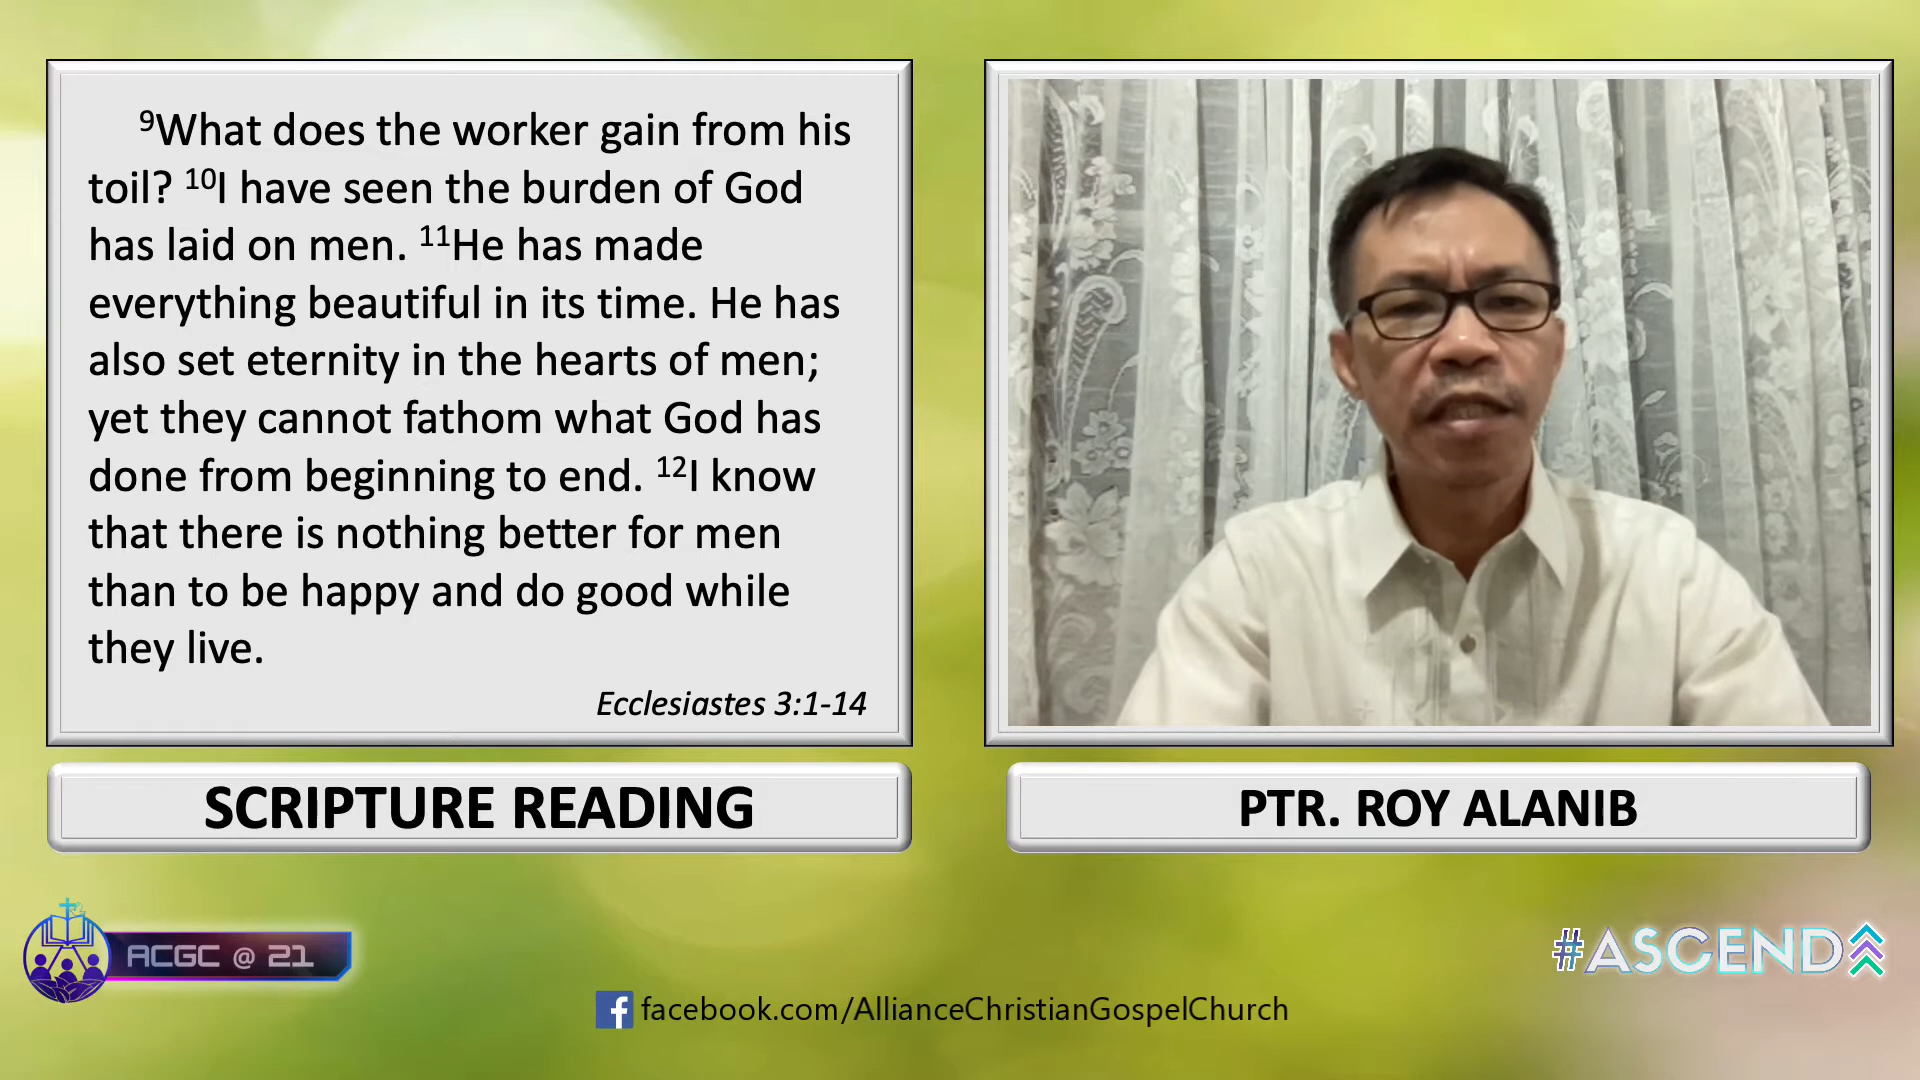 ⁹What does the worker gain from his
toil? ¹⁰I have seen the burden of God
has laid on men. ¹¹He has made
everything beautiful in its time. He has
also set eternity in the hearts of men;
yet they cannot fathom what God has
done from beginning to end. ¹²I know
that there is nothing better for men
than to be happy and do good while
they live.
Ecclesiastes 3:1-14
SCRIPTURE READING
PTR. ROY ALANIB
ACGC @ 21
#ASCEND
facebook.com/AllianceChristianGospelChurch